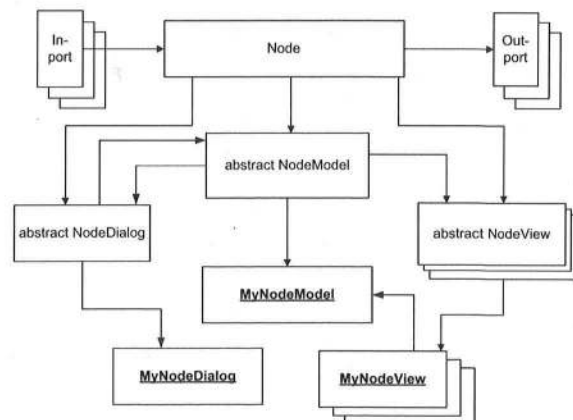 In-
port
Node
Out-
port
abstract NodeModel
abstract NodeDialog
abstract NodeView
MyNodeModel
MyNodeDialog
MyNodeView